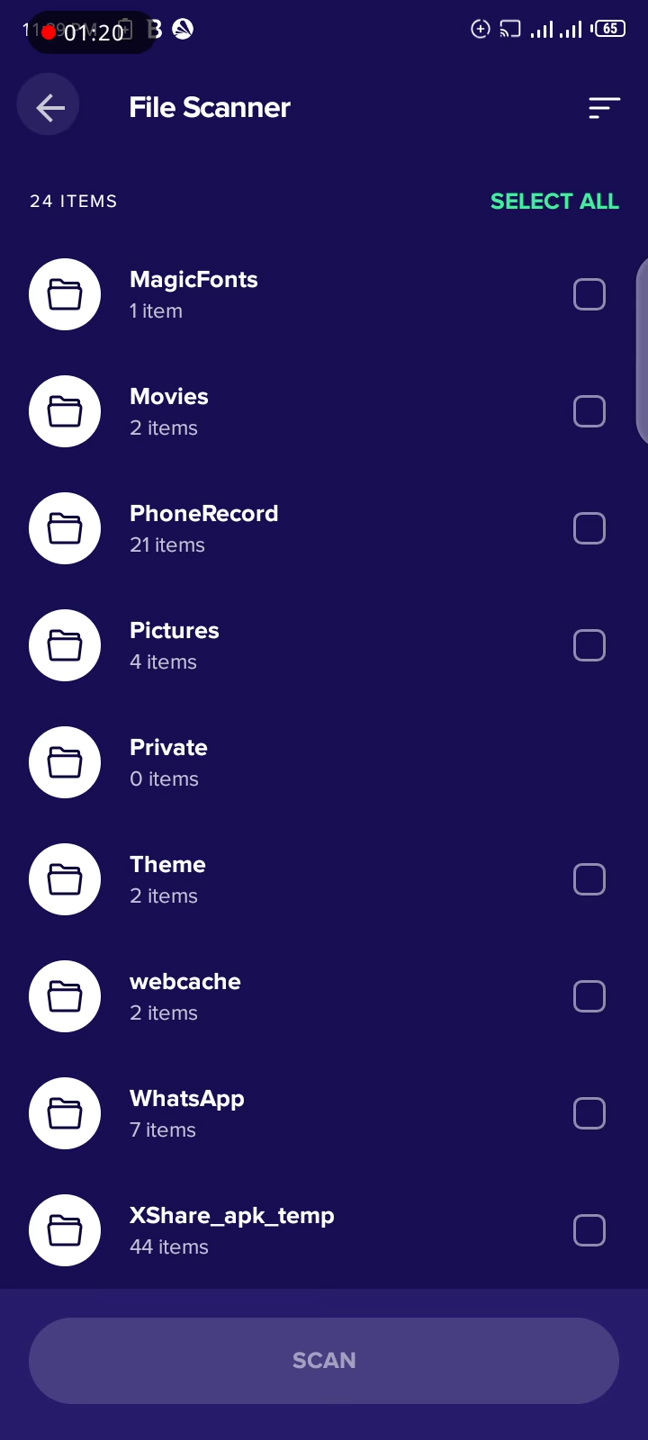 01:20
65
File Scanner
24 ITEMS
SELECT ALL
MagicFonts
1 item
Movies
2 items
PhoneRecord
21 items
Pictures
4 items
Private
0 items
Theme
2 items
webcache
2 items
WhatsApp
7 items
XShare_apk_temp
44 items
SCAN